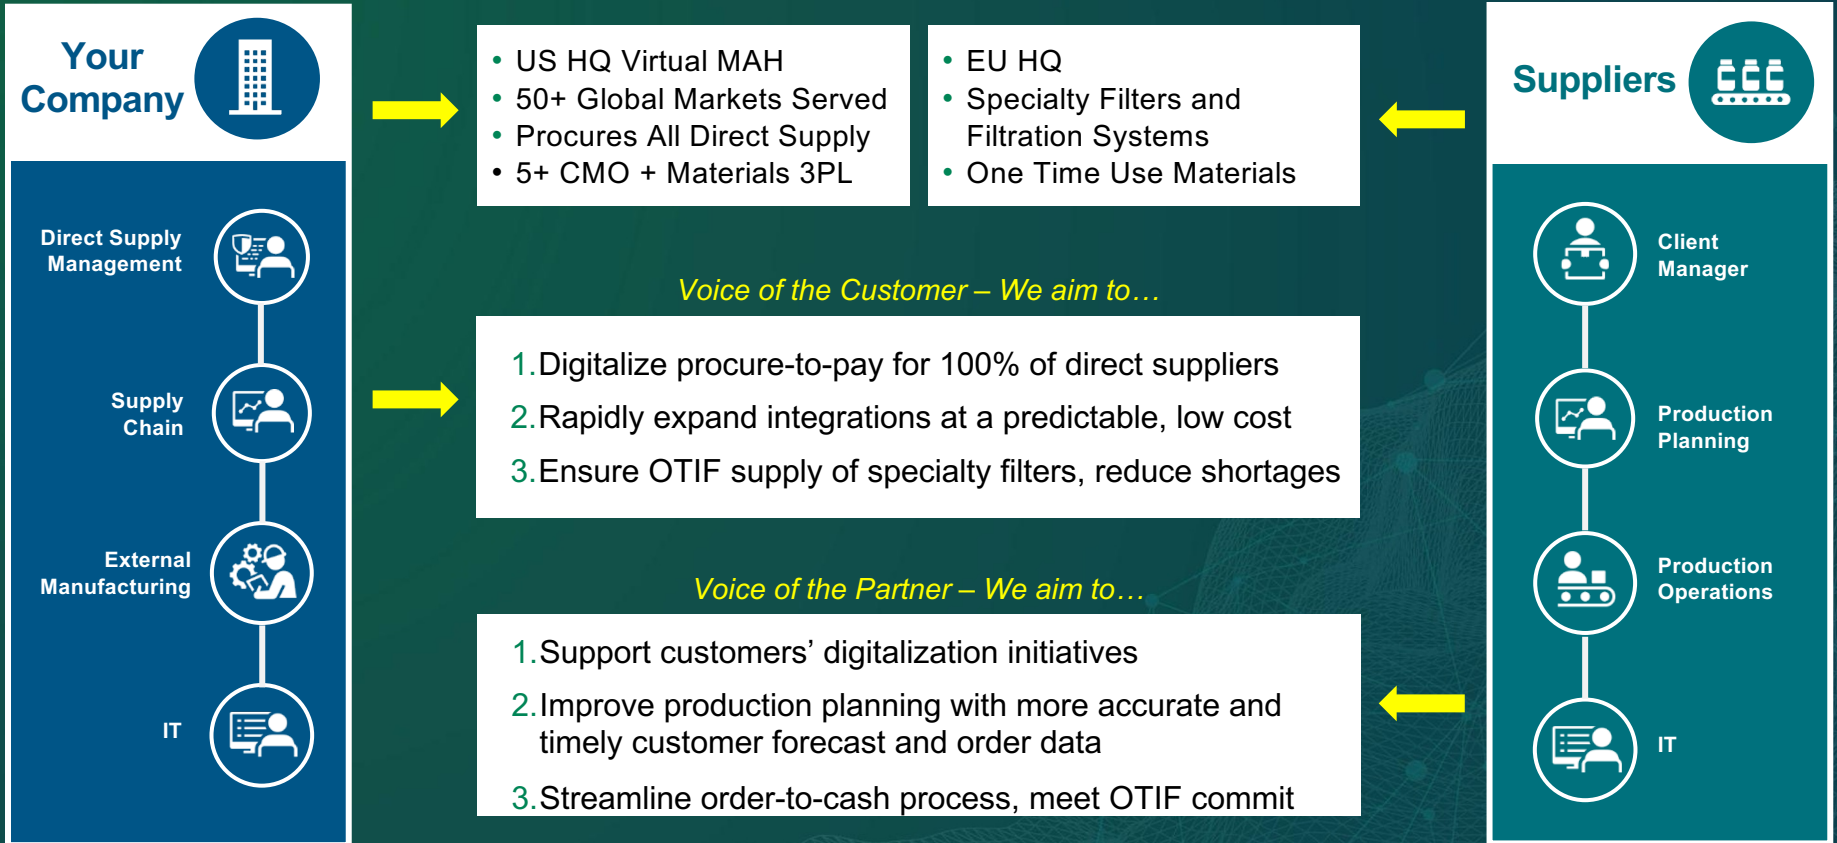 Your
Company
Direct Supply
Management
Supply
Chain
External
Manufacturing
IT
• US HQ Virtual MAH
• 50+ Global Markets Served
• Procures All Direct Supply
• 5+ CMO + Materials 3PL
• EU HQ
• Specialty Filters and
Filtration Systems
• One Time Use Materials
Voice of the Customer – We aim to…
1. Digitalize procure-to-pay for 100% of direct suppliers
2. Rapidly expand integrations at a predictable, low cost
3. Ensure OTIF supply of specialty filters, reduce shortages
Voice of the Partner – We aim to…
1. Support customers’ digitalization initiatives
2. Improve production planning with more accurate and
timely customer forecast and order data
3. Streamline order-to-cash process, meet OTIF commit
Suppliers
Client
Manager
Production
Planning
Production
Operations
IT